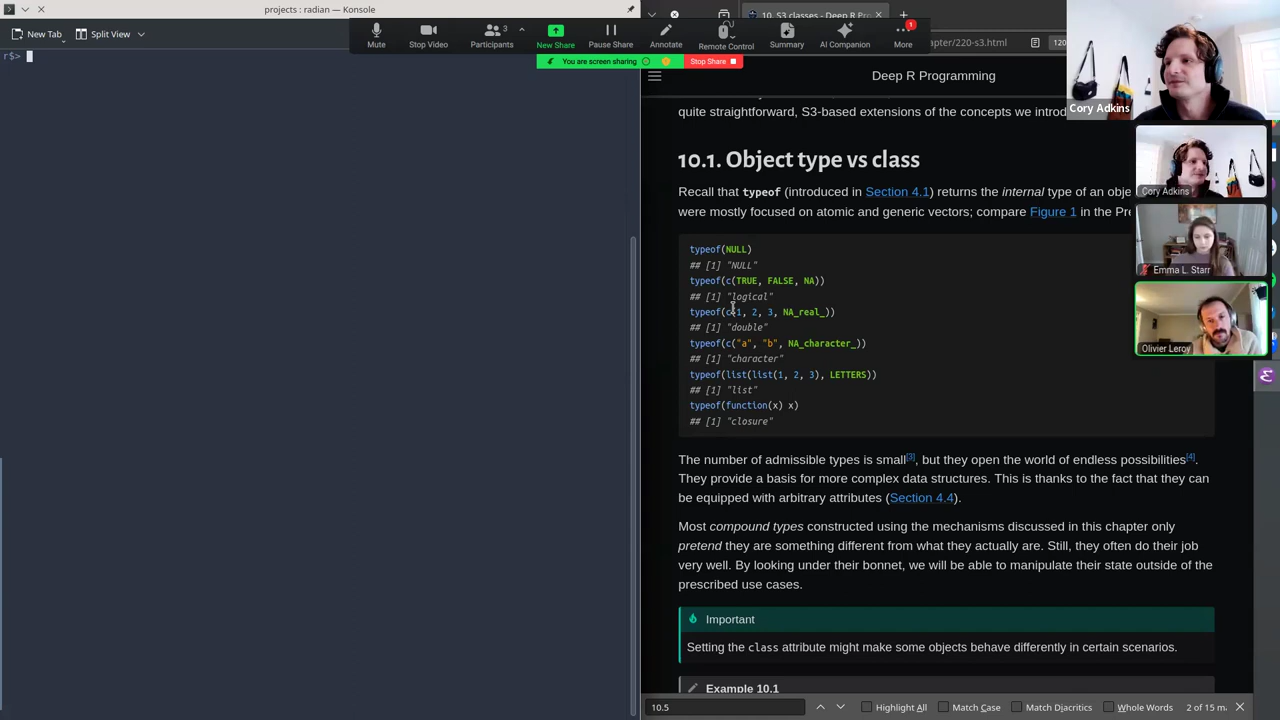 projects : radian — Konsole
New Tab
Split View
r$>
Mute
Stop Video
3
Participants
New Share
Pause Share
Annotate
Remote Control
Summary
AI Companion
1
More
You are screen sharing
Stop Share
10. S3 classes - Deep R Pro
apter/220-s3.html
120
Deep R Programming
quite straightforward, S3-based extensions of the concepts we introd
10.1. Object type vs class
Recall that typeof (introduced in Section 4.1) returns the internal type of an obje
were mostly focused on atomic and generic vectors; compare Figure 1 in the Pre
typeof(NULL)
## [1] "NULL"
typeof(c(TRUE, FALSE, NA))
## [1] "logical"
typeof(c(1, 2, 3, NA_real_))
## [1] "double"
typeof(c("a", "b", NA_character_))
## [1] "character"
typeof(list(list(1, 2, 3), LETTERS))
## [1] "list"
typeof(function(x) x)
## [1] "closure"
The number of admissible types is small[3], but they open the world of endless possibilities[4].
They provide a basis for more complex data structures. This is thanks to the fact that they can
be equipped with arbitrary attributes (Section 4.4).
Most compound types constructed using the mechanisms discussed in this chapter only
pretend they are something different from what they actually are. Still, they often do their job
very well. By looking under their bonnet, we will be able to manipulate their state outside of the
prescribed use cases.
Important
Setting the class attribute might make some objects behave differently in certain scenarios.
Example 10.1
10.5
Highlight All
Match Case
Match Diacritics
Whole Words
2 of 15 m
Cory Adkins
Cory Adkins
Emma L. Starr
Olivier Leroy